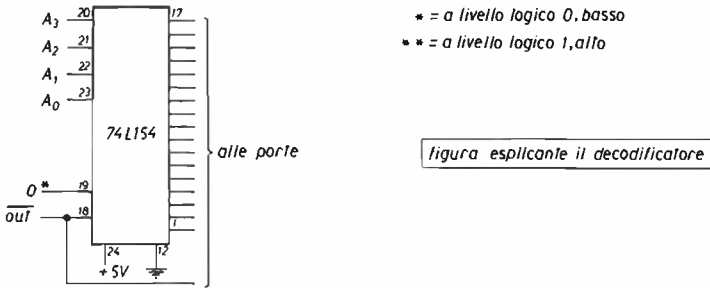 * = a livello logico 0, basso
** = a livello logico 1, alto
20
17
A3
21
A2
22
A1
23
A0
74L154
alle porte
figura esplicante il decodificatore
19
0*
18
out
1
24
12
+5V